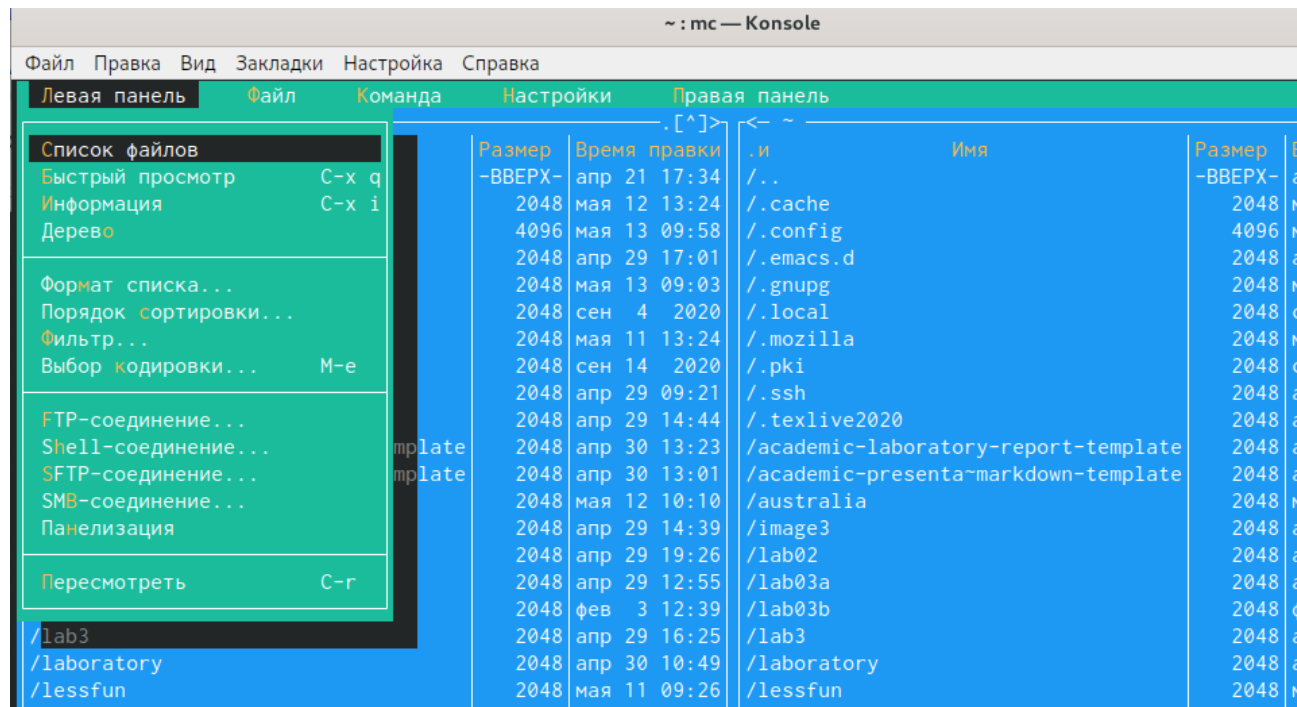 ~ : mc — Konsole
Файл Правка Вид Закладки Настройка Справка
Левая панель Файл Команда Настройки Правая панель
.[^]> <- ~
Список файлов Размер Время правки .и Имя Размер
Быстрый просмотр C-x q -ВВЕРХ- апр 21 17:34 /.. -ВВЕРХ-
Информация C-x i 2048 мая 12 13:24 /.cache 2048
Дерево 4096 мая 13 09:58 /.config 4096
2048 апр 29 17:01 /.emacs.d 2048
Формат списка... 2048 мая 13 09:03 /.gnupg 2048
Порядок сортировки... 2048 сен 4 2020 /.local 2048
Фильтр... 2048 мая 11 13:24 /.mozilla 2048
Выбор кодировки... M-e 2048 сен 14 2020 /.pki 2048
2048 апр 29 09:21 /.ssh 2048
FTP-соединение... 2048 апр 29 14:44 /.texlive2020 2048
Shell-соединение... mplate 2048 апр 30 13:23 /academic-laboratory-report-template 2048
SFTP-соединение... mplate 2048 апр 30 13:01 /academic-presenta~markdown-template 2048
SMB-соединение... 2048 мая 12 10:10 /australia 2048
Панелизация 2048 апр 29 14:39 /image3 2048
2048 апр 29 19:26 /lab02 2048
Пересмотреть C-r 2048 апр 29 12:55 /lab03a 2048
2048 фев 3 12:39 /lab03b 2048
/lab3 2048 апр 29 16:25 /lab3 2048
/laboratory 2048 апр 30 10:49 /laboratory 2048
/lessfun 2048 мая 11 09:26 /lessfun 2048